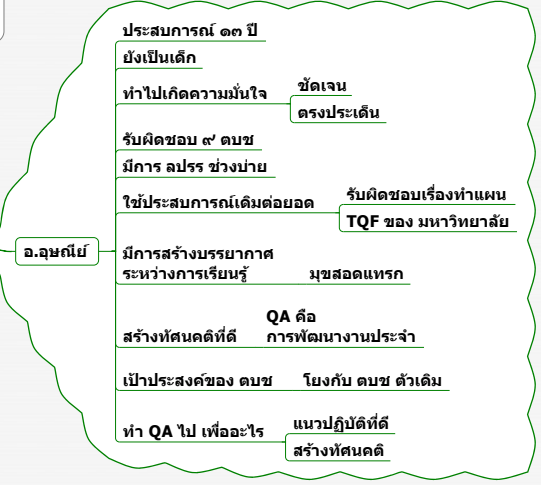 ประสบการณ์ ๑๓ ปี
ยังเป็นเด็ก
ทำไปเกิดความมั่นใจ
ชัดเจน
ตรงประเด็น
รับผิดชอบ ๙ ตบช
มีการ ลปรร ช่วงบ่าย
ใช้ประสบการณ์เดิมต่อยอด
รับผิดชอบเรื่องทำแผน
TQF ของ มหาวิทยาลัย
อ.อุษณีย์
มีการสร้างบรรยากาศ
ระหว่างการเรียนรู้
มุขสอดแทรก
สร้างทัศนคติที่ดี
QA คือ
การพัฒนางานประจำ
เป้าประสงค์ของ ตบช
โยงกับ ตบช ตัวเดิม
ทำ QA ไป เพื่ออะไร
แนวปฏิบัติที่ดี
สร้างทัศนคติ